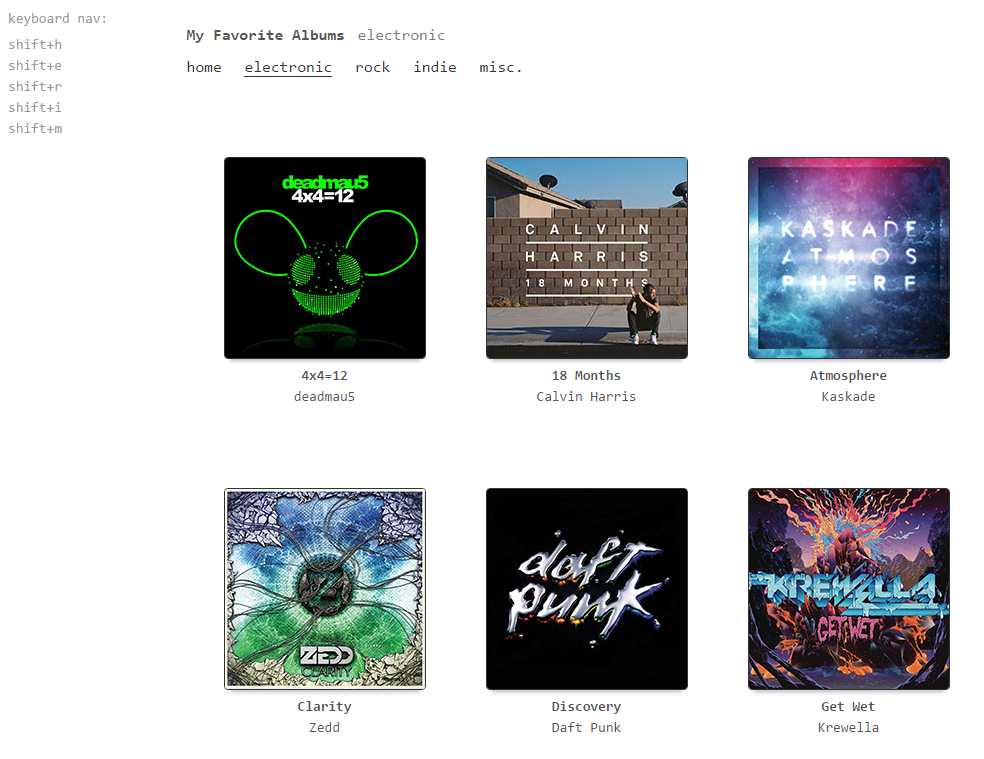 keyboard nav:
shift+h
shift+e
shift+r
shift+i
shift+m
My Favorite Albums electronic
home electronic rock indie misc.
deadmau5
4x4=12
CALVIN
HARRIS
18 MONTHS
KASKADE
ATMOS
PHERE
4x4=12
deadmau5
18 Months
Calvin Harris
Atmosphere
Kaskade
ZEDD
CLARITY
daft
punk
KREWELLA
GET WET
Clarity
Zedd
Discovery
Daft Punk
Get Wet
Krewella